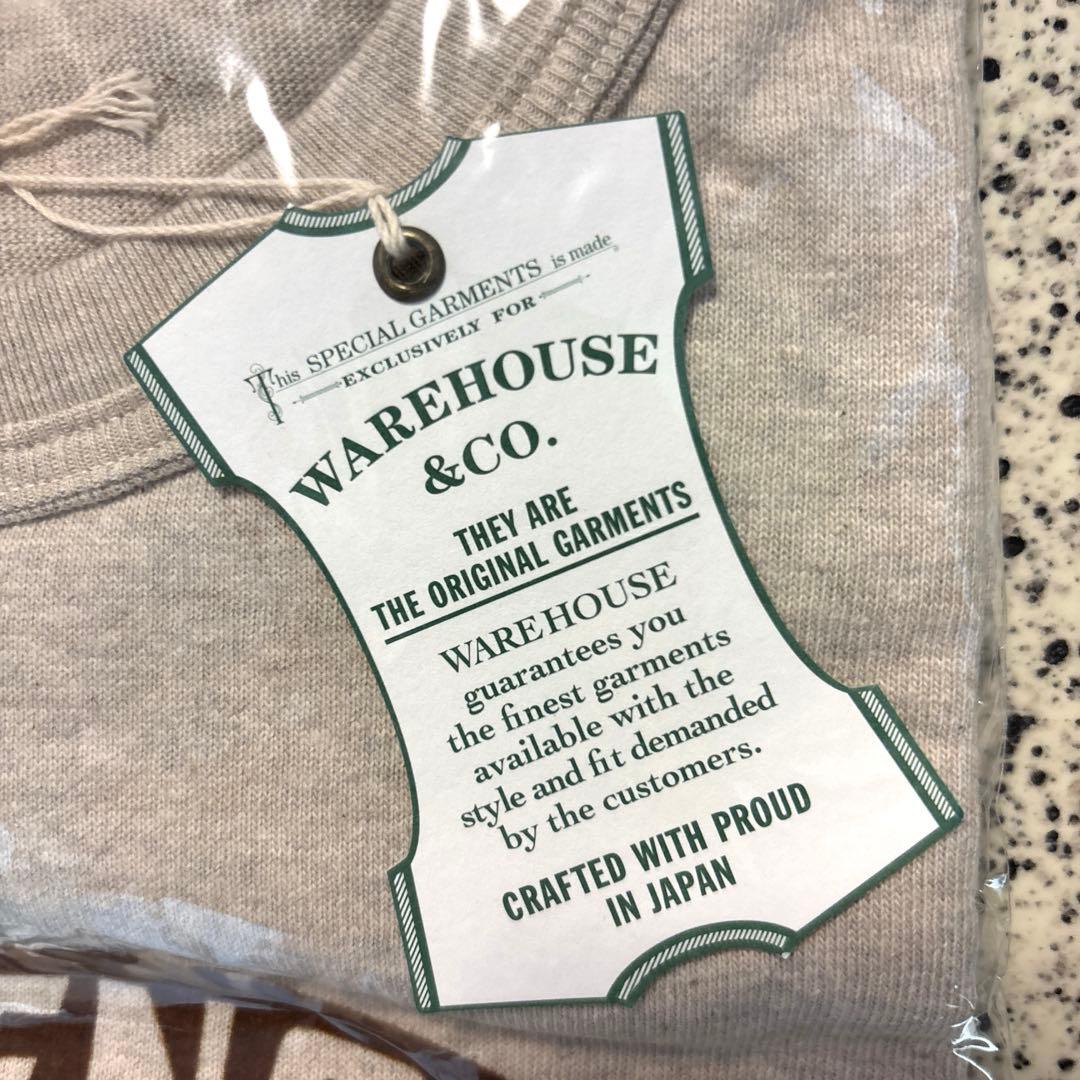 This SPECIAL GARMENTS is made
EXCLUSIVELY FOR
WAREHOUSE
&CO.
THEY ARE
THE ORIGINAL GARMENTS
WAREHOUSE
guarantees you
the finest garments
available with the
style and fit demanded
by the customers.
CRAFTED WITH PROUD
IN JAPAN